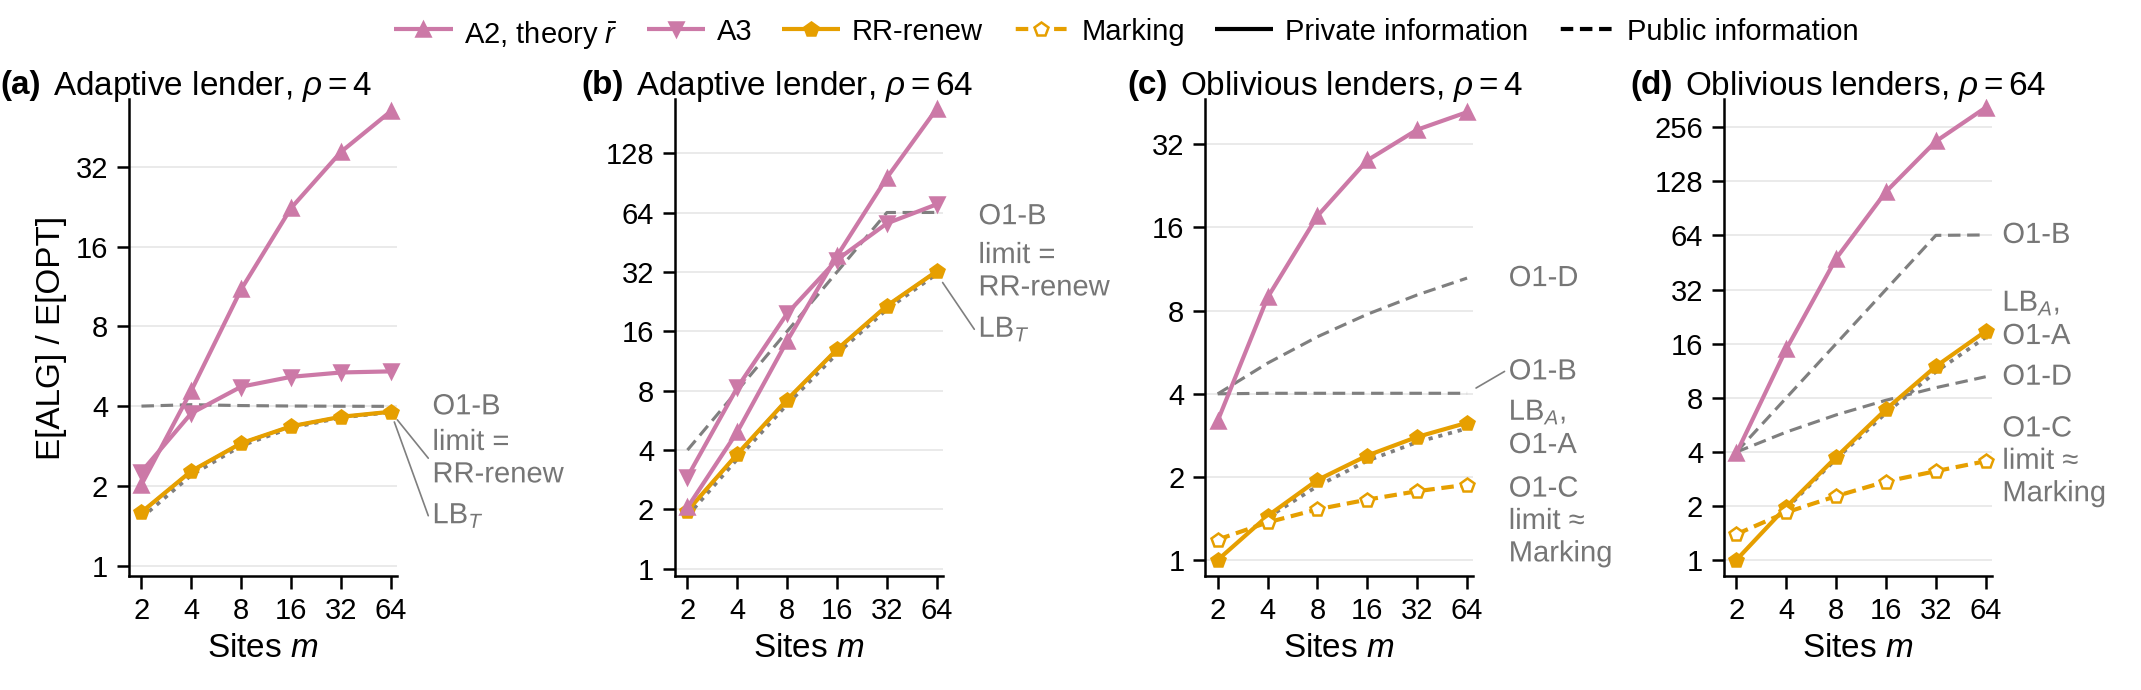 A2, theory r̄ A3 RR-renew Marking Private information Public information
(a) Adaptive lender, ρ = 4
E[ALG] / E[OPT]
32
16
8
4
2
1
2 4 8 16 32 64
Sites m
O1-B
limit =
RR-renew
LB_T
(b) Adaptive lender, ρ = 64
128
64
32
16
8
4
2
1
2 4 8 16 32 64
Sites m
O1-B
limit =
RR-renew
LB_T
(c) Oblivious lenders, ρ = 4
32
16
8
4
2
1
2 4 8 16 32 64
Sites m
O1-D
O1-B
LB_A,
O1-A
O1-C
limit ≈
Marking
(d) Oblivious lenders, ρ = 64
256
128
64
32
16
8
4
2
1
2 4 8 16 32 64
Sites m
O1-B
LB_A,
O1-A
O1-D
O1-C
limit ≈
Marking